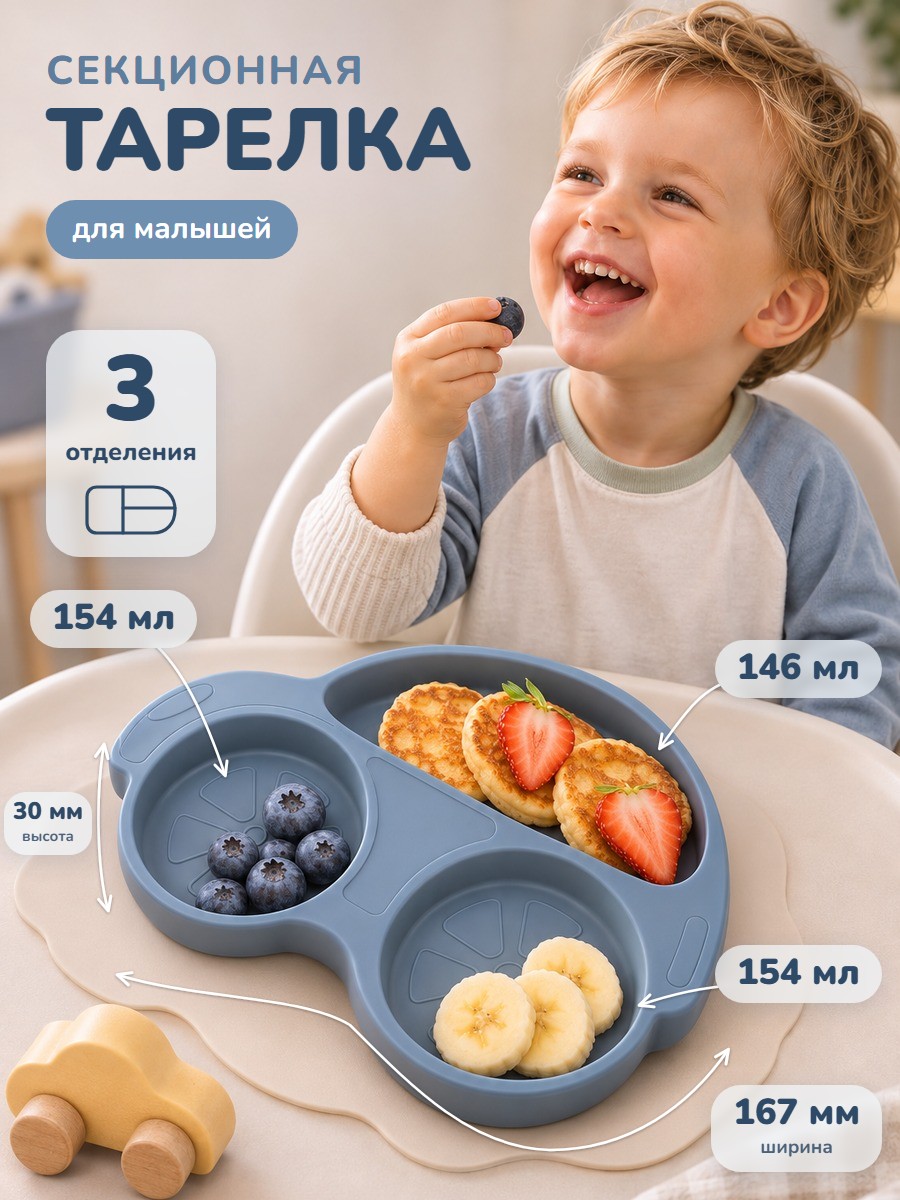 СЕКЦИОННАЯ
ТАРЕЛКА
для малышей
3
отделения
154 мл
146 мл
30 мм
высота
154 мл
167 мм
ширина